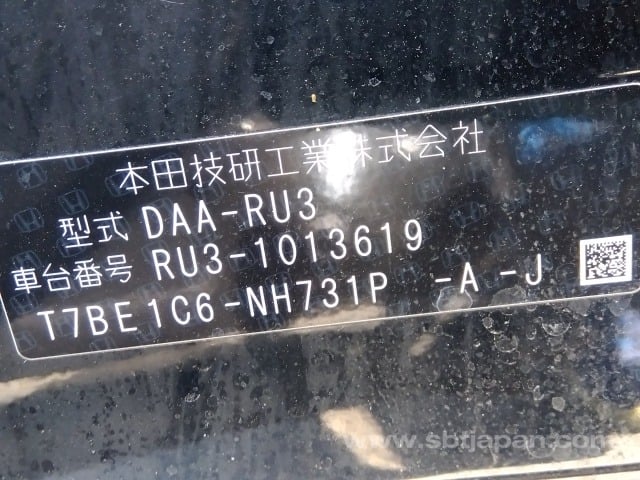 本田技研工業株式会社
型式 DAA-RU3
車台番号 RU3-1013619
T7BE1C6-NH731P -A -J
www.sbtjapan.com